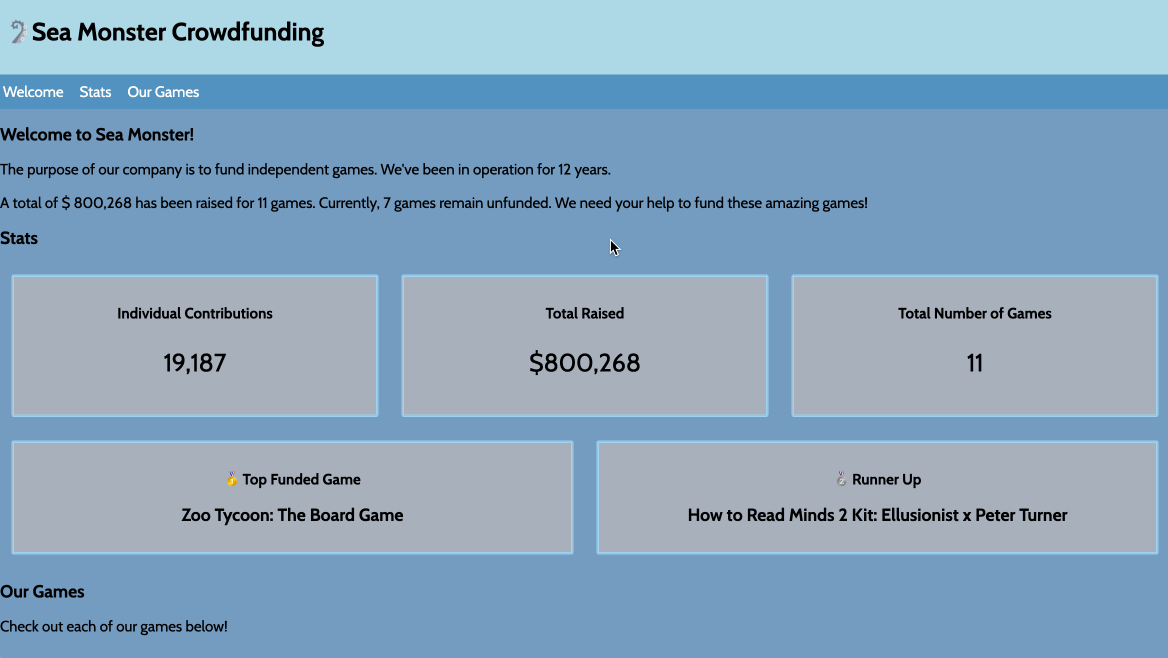 Sea Monster Crowdfunding
Welcome Stats Our Games
Welcome to Sea Monster!
The purpose of our company is to fund independent games. We've been in operation for 12 years.
A total of $ 800,268 has been raised for 11 games. Currently, 7 games remain unfunded. We need your help to fund these amazing games!
Stats
Individual Contributions
19,187
Total Raised
$800,268
Total Number of Games
11
🥇 Top Funded Game
Zoo Tycoon: The Board Game
🥈 Runner Up
How to Read Minds 2 Kit: Ellusionist x Peter Turner
Our Games
Check out each of our games below!